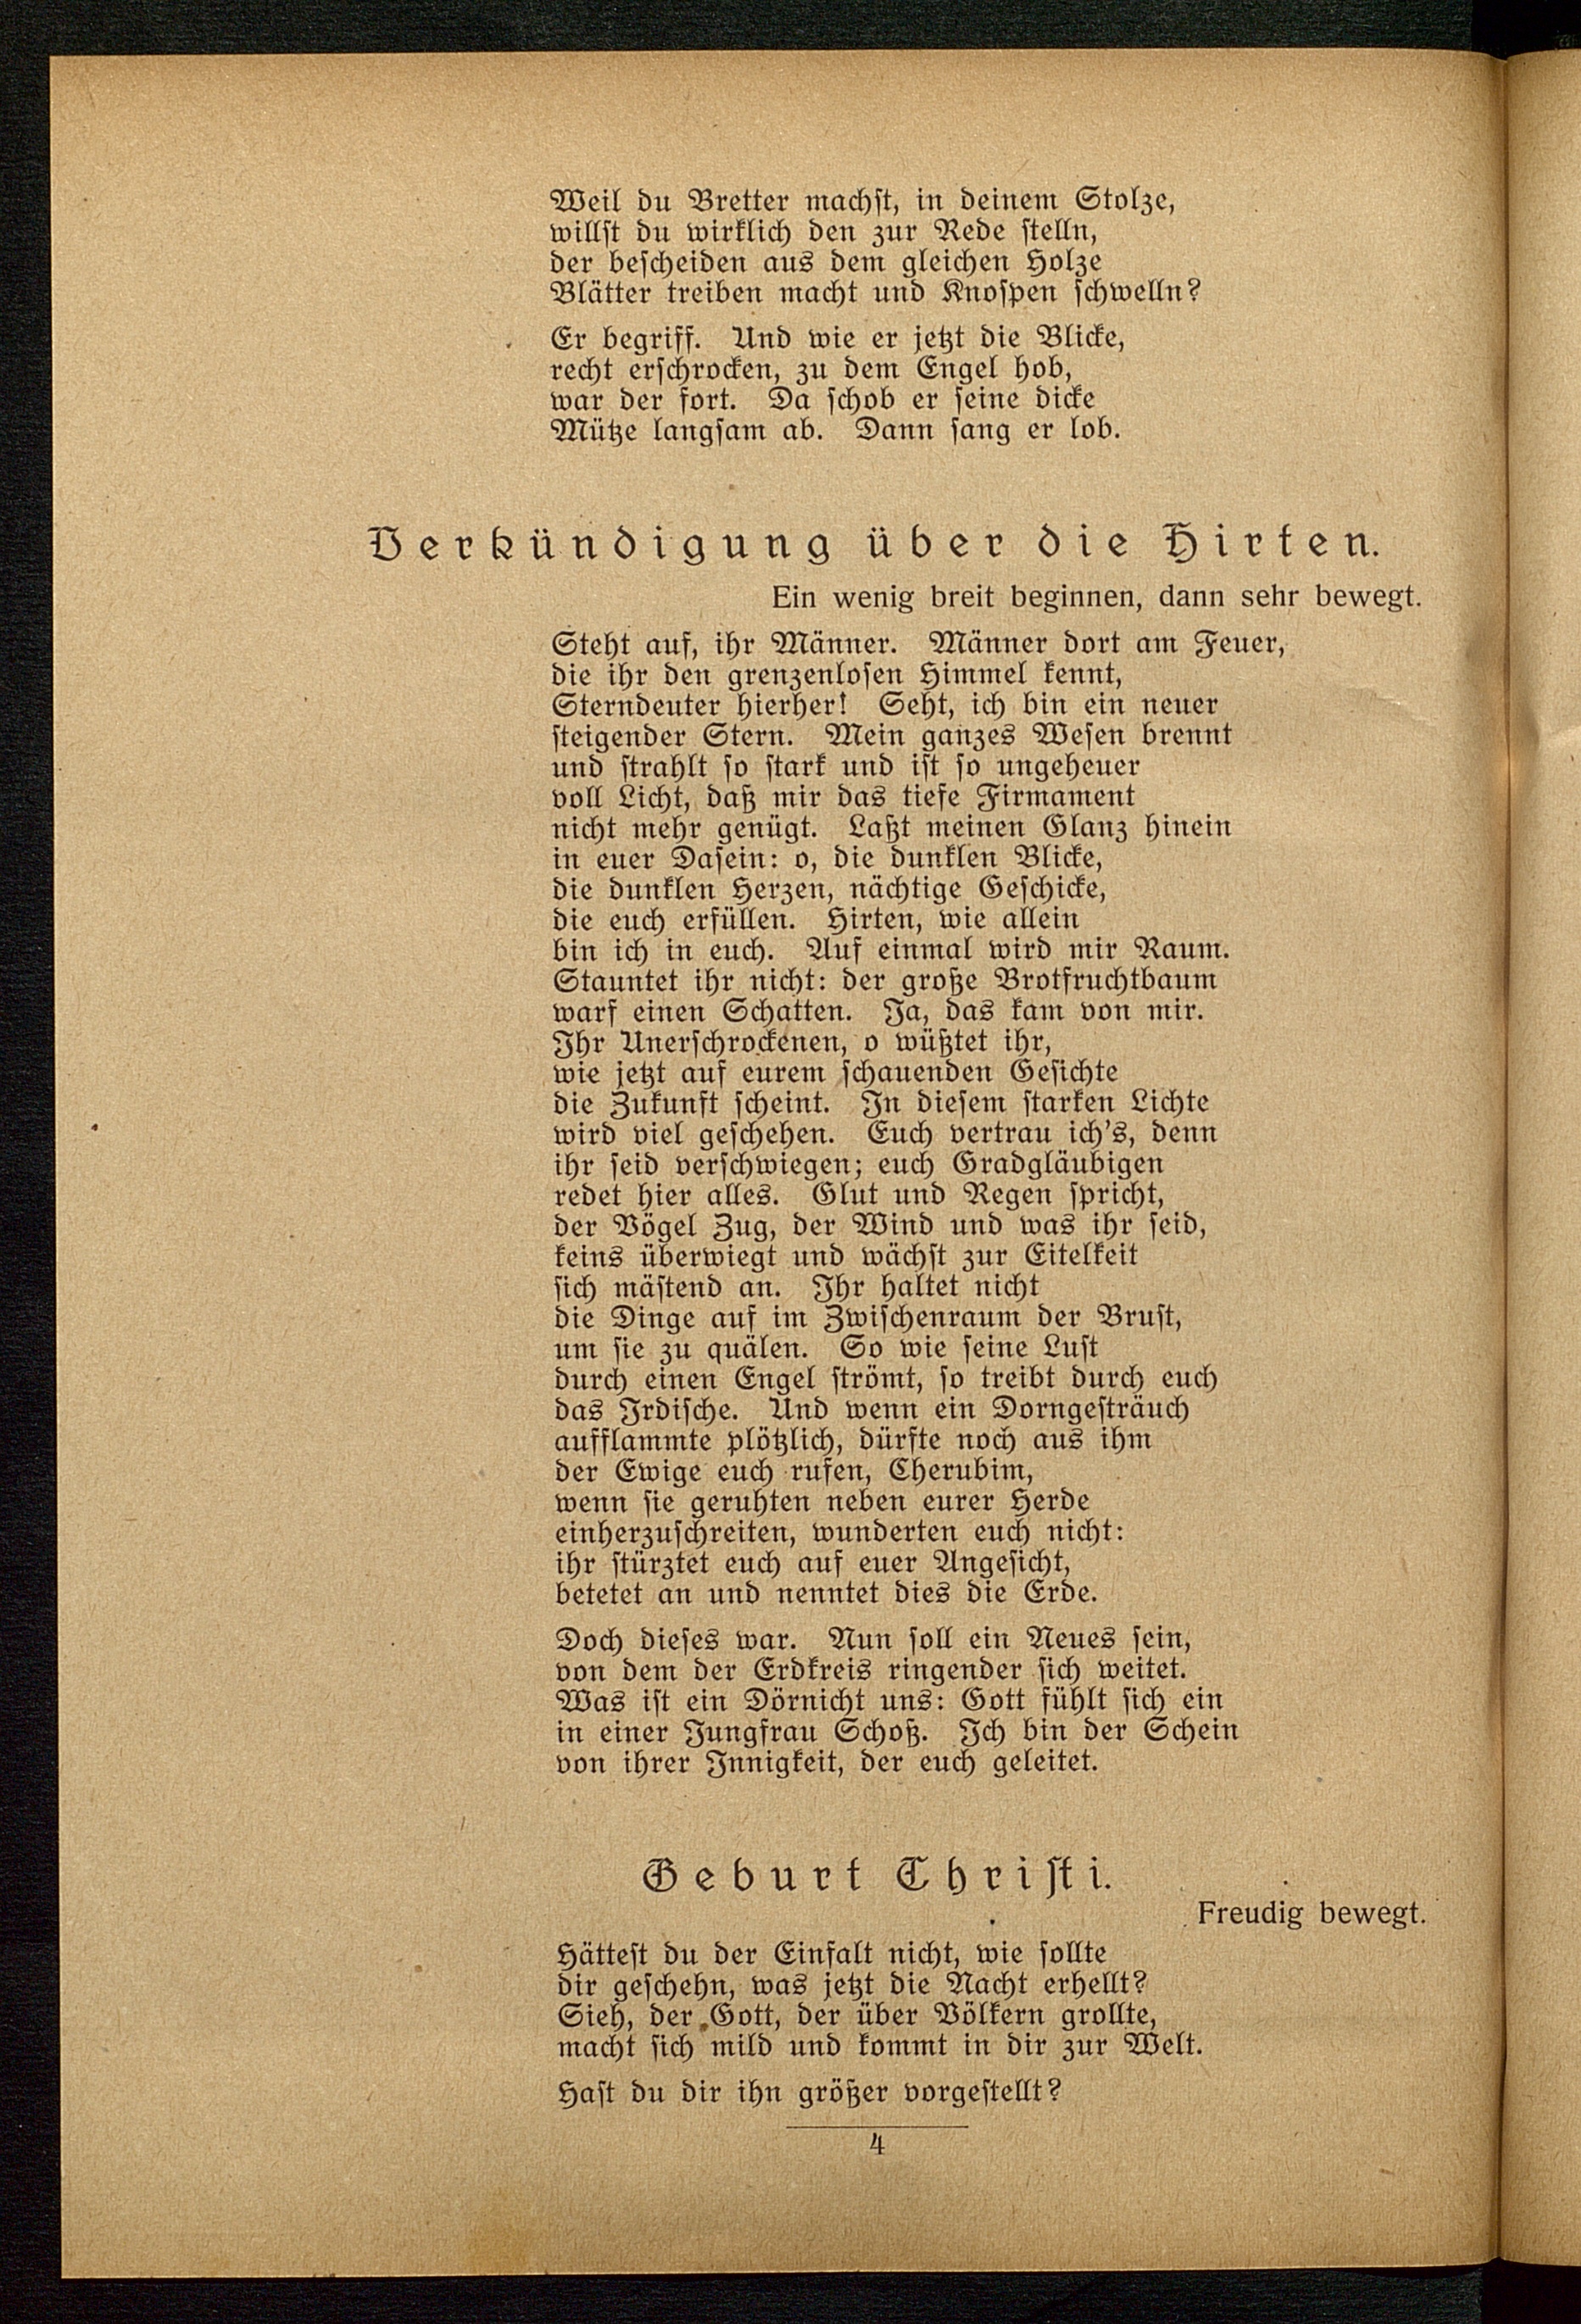 Weil du Bretter machst, in deinem Stolze,
willst du wirklich den zur Rede stelln,
der bescheiden aus dem gleichen Holze
Blätter treiben macht und Knospen schwelln?
Er begriff. Und wie er jetzt die Blicke,
recht erschrocken, zu dem Engel hob,
war der fort. Da schob er seine dicke
Mütze langsam ab. Dann sang er lob.
Verkündigung über die Hirten.
Ein wenig breit beginnen, dann sehr bewegt.
Steht auf, ihr Männer. Männer dort am Feuer,
die ihr den grenzenlosen Himmel kennt,
Sterndeuter hierher! Seht, ich bin ein neuer
steigender Stern. Mein ganzes Wesen brennt
und strahlt so stark und ist so ungeheuer
voll Licht, daß mir das tiefe Firmament
nicht mehr genügt. Laßt meinen Glanz hinein
in euer Dasein: o, die dunklen Blicke,
die dunklen Herzen, nächtige Geschicke,
die euch erfüllen. Hirten, wie allein
bin ich in euch. Auf einmal wird mir Raum.
Stauntet ihr nicht: der große Brotfruchtbaum
warf einen Schatten. Ja, das kam von mir.
Ihr Unerschrockenen, o wüßtet ihr,
wie jetzt auf eurem schauenden Gesichte
die Zukunft scheint. In diesem starken Lichte
wird viel geschehen. Euch vertrau ich's, denn
ihr seid verschwiegen; euch Gradgläubigen
redet hier alles. Glut und Regen spricht,
der Vögel Zug, der Wind und was ihr seid,
keins überwiegt und wächst zur Eitelkeit
sich mästend an. Ihr haltet nicht
die Dinge auf im Zwischenraum der Brust,
um sie zu quälen. So wie seine Lust
durch einen Engel strömt, so treibt durch euch
das Irdische. Und wenn ein Dorngesträuch
aufflammte plötzlich, dürfte noch aus ihm
der Ewige euch rufen, Cherubim,
wenn sie geruhten neben eurer Herde
einherzuschreiten, wunderten euch nicht:
ihr stürztet euch auf euer Angesicht,
betetet an und nenntet dies die Erde.
Doch dieses war. Nun soll ein Neues sein,
von dem der Erdkreis ringender sich weitet.
Was ist ein Dörnicht uns: Gott fühlt sich ein
in einer Jungfrau Schoß. Ich bin der Schein
von ihrer Innigkeit, der euch geleitet.
Geburt Christi.
Freudig bewegt.
Hättest du der Einfalt nicht, wie sollte
dir geschehn, was jetzt die Nacht erhellt?
Sieh, der Gott, der über Völkern grollte,
macht sich mild und kommt in dir zur Welt.
Hast du dir ihn größer vorgestellt?
4